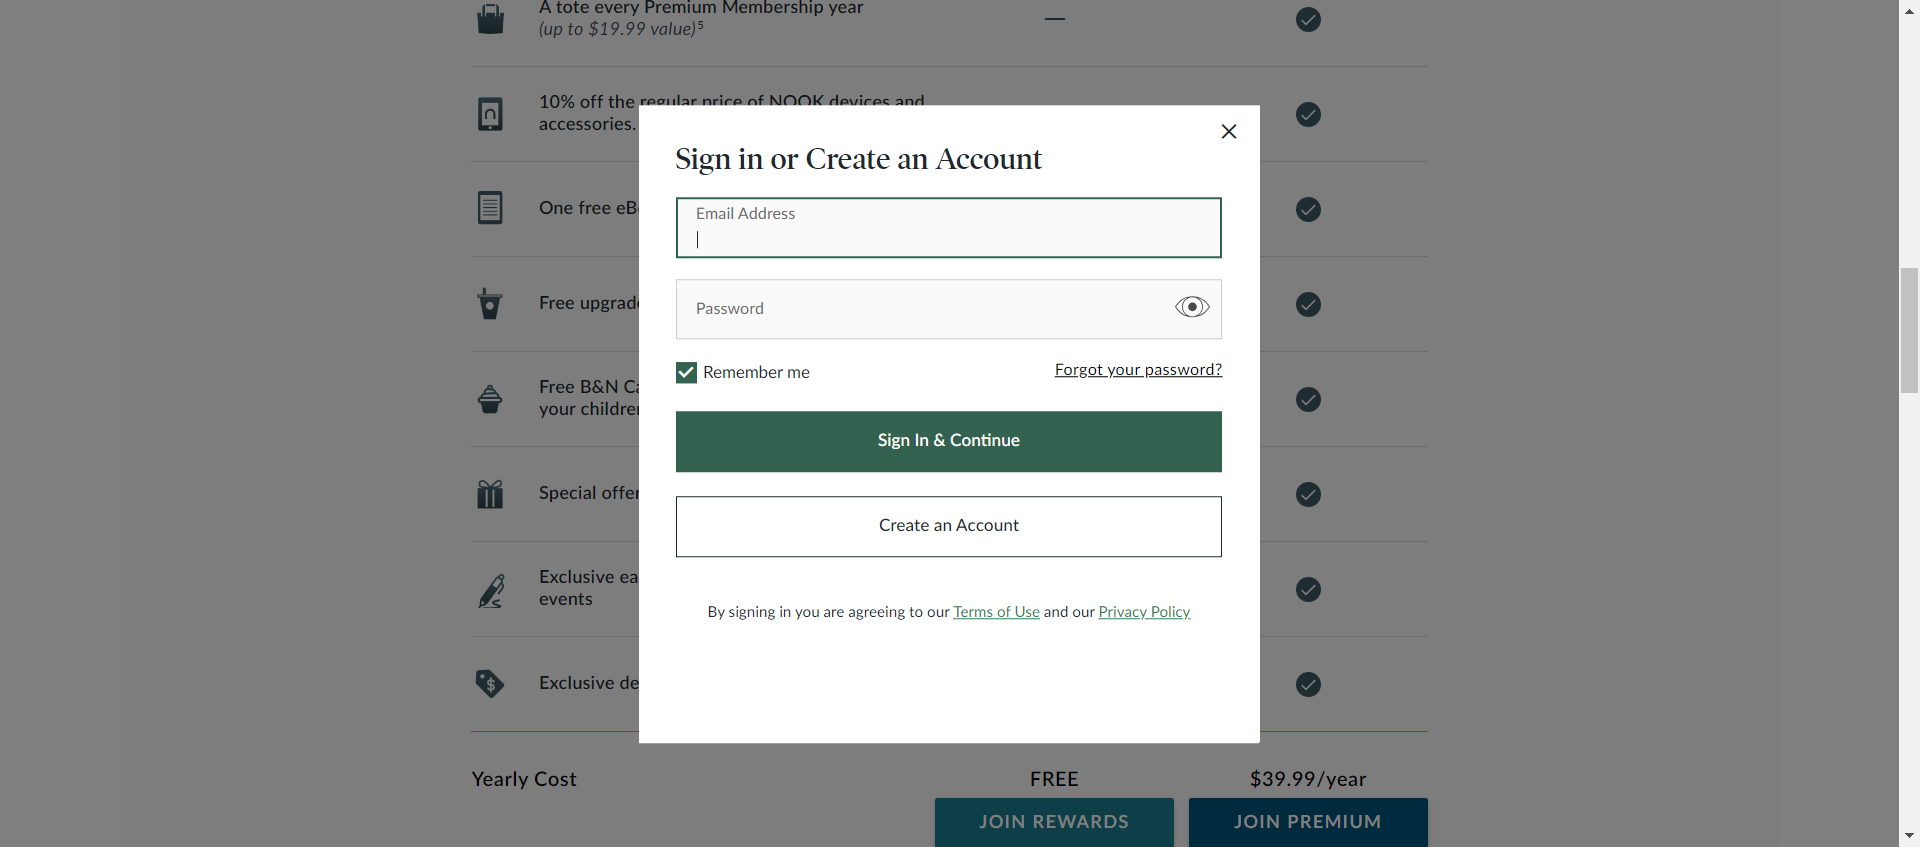 A tote every Premium Membership year
(up to $19.99 value)5
10% off the regular price of NOOK devices and
accessories.
One free eB
Free upgrad
Free B&N Ca
your childre
Special offer
Exclusive ea
events
Exclusive de
Sign in or Create an Account
Email Address
Password
Remember me
Forgot your password?
Sign In & Continue
Create an Account
By signing in you are agreeing to our Terms of Use and our Privacy Policy
Yearly Cost
FREE
$39.99/year
JOIN REWARDS
JOIN PREMIUM